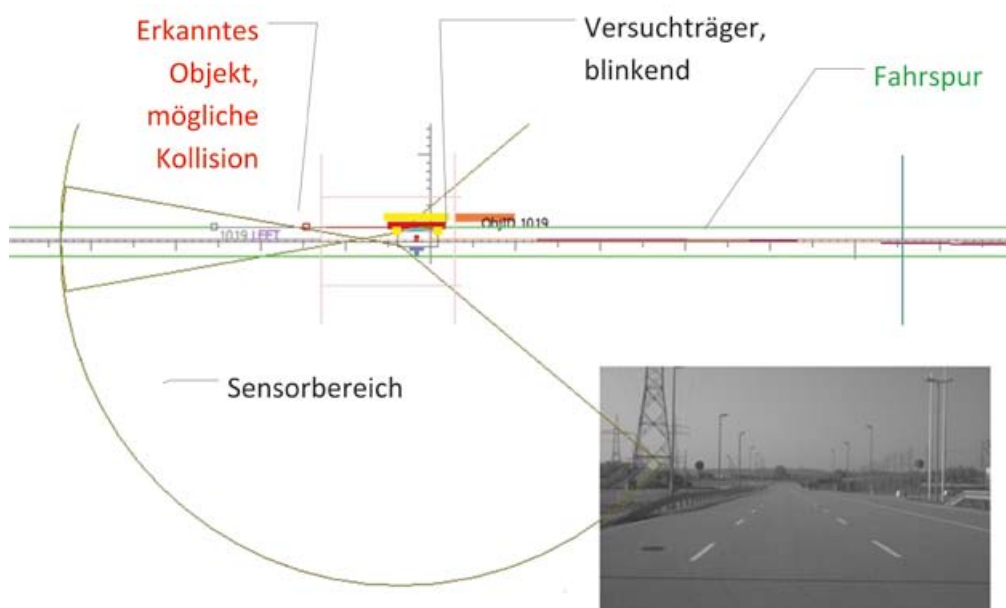 Erkanntes
Objekt,
mögliche
Kollision
Versuchträger,
blinkend
Fahrspur
ObjID 1019
1019 LEFT
Sensorbereich